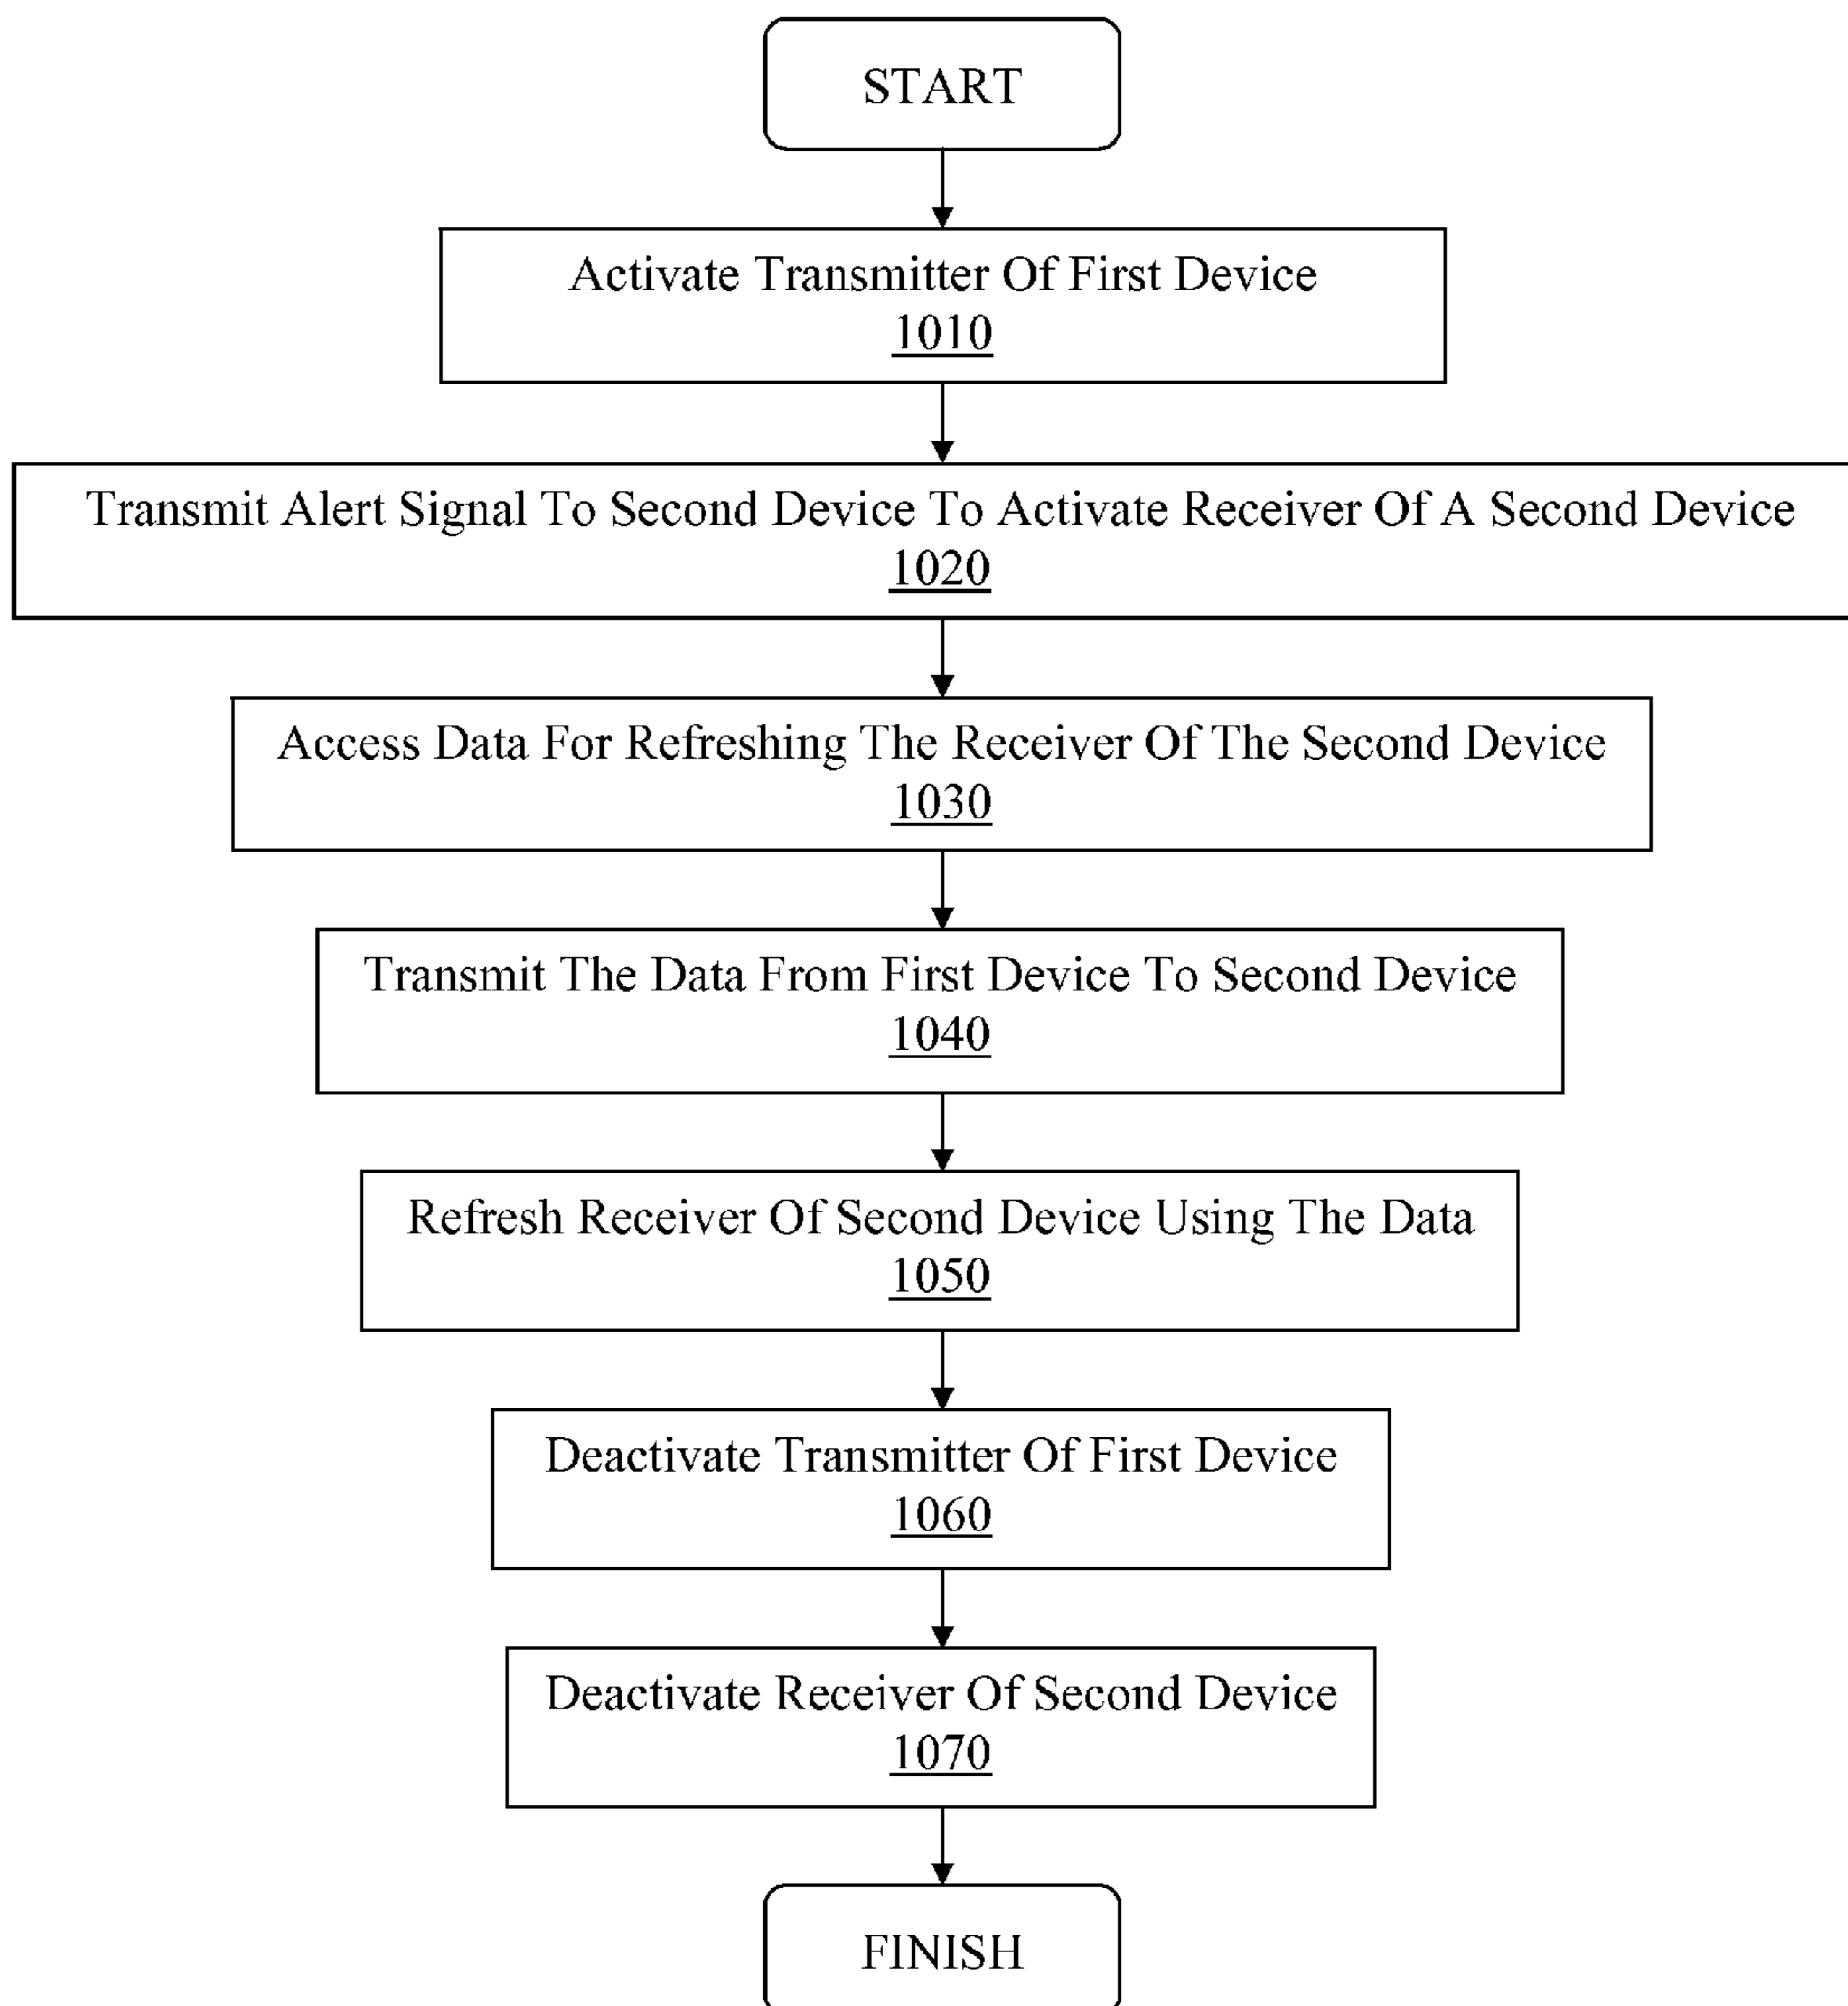 START
Activate Transmitter Of First Device
1010
Transmit Alert Signal To Second Device To Activate Receiver Of A Second Device
1020
Access Data For Refreshing The Receiver Of The Second Device
1030
Transmit The Data From First Device To Second Device
1040
Refresh Receiver Of Second Device Using The Data
1050
Deactivate Transmitter Of First Device
1060
Deactivate Receiver Of Second Device
1070
FINISH